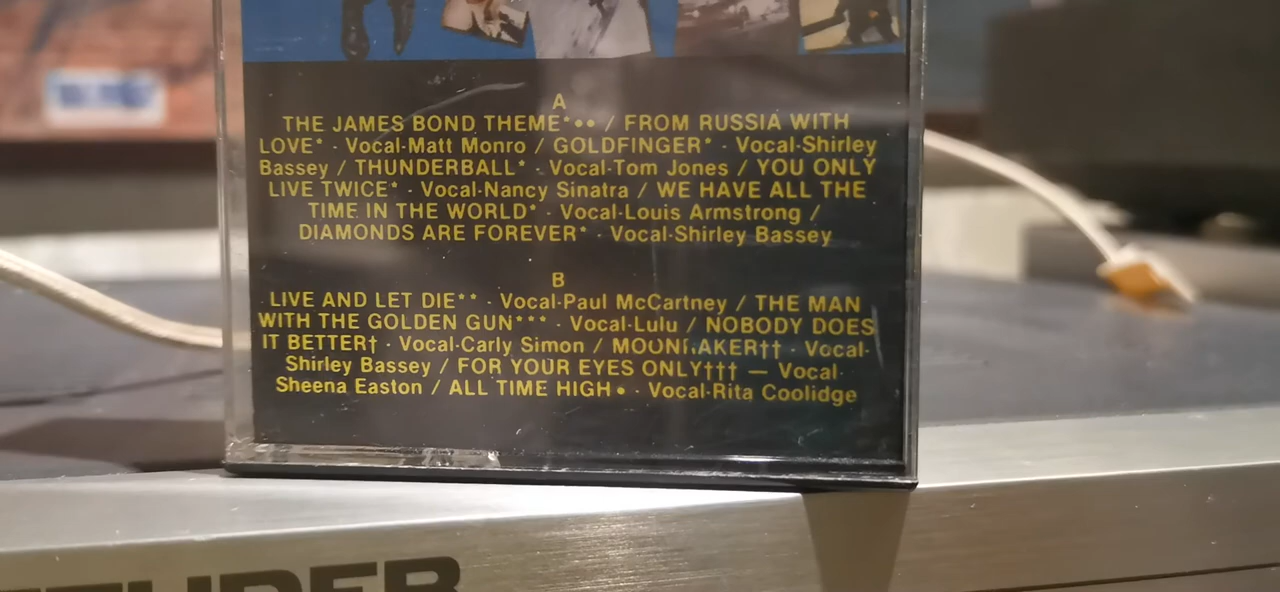 A
THE JAMES BOND THEME*•• / FROM RUSSIA WITH
LOVE* · Vocal-Matt Monro / GOLDFINGER* · Vocal-Shirley
Bassey / THUNDERBALL* · Vocal-Tom Jones / YOU ONLY
LIVE TWICE* · Vocal-Nancy Sinatra / WE HAVE ALL THE
TIME IN THE WORLD* · Vocal-Louis Armstrong /
DIAMONDS ARE FOREVER* · Vocal-Shirley Bassey
B
LIVE AND LET DIE** · Vocal-Paul McCartney / THE MAN
WITH THE GOLDEN GUN*** · Vocal-Lulu / NOBODY DOES
IT BETTER† · Vocal-Carly Simon / MOONRAKER†† · Vocal-
Shirley Bassey / FOR YOUR EYES ONLY††† — Vocal-
Sheena Easton / ALL TIME HIGH• · Vocal-Rita Coolidge